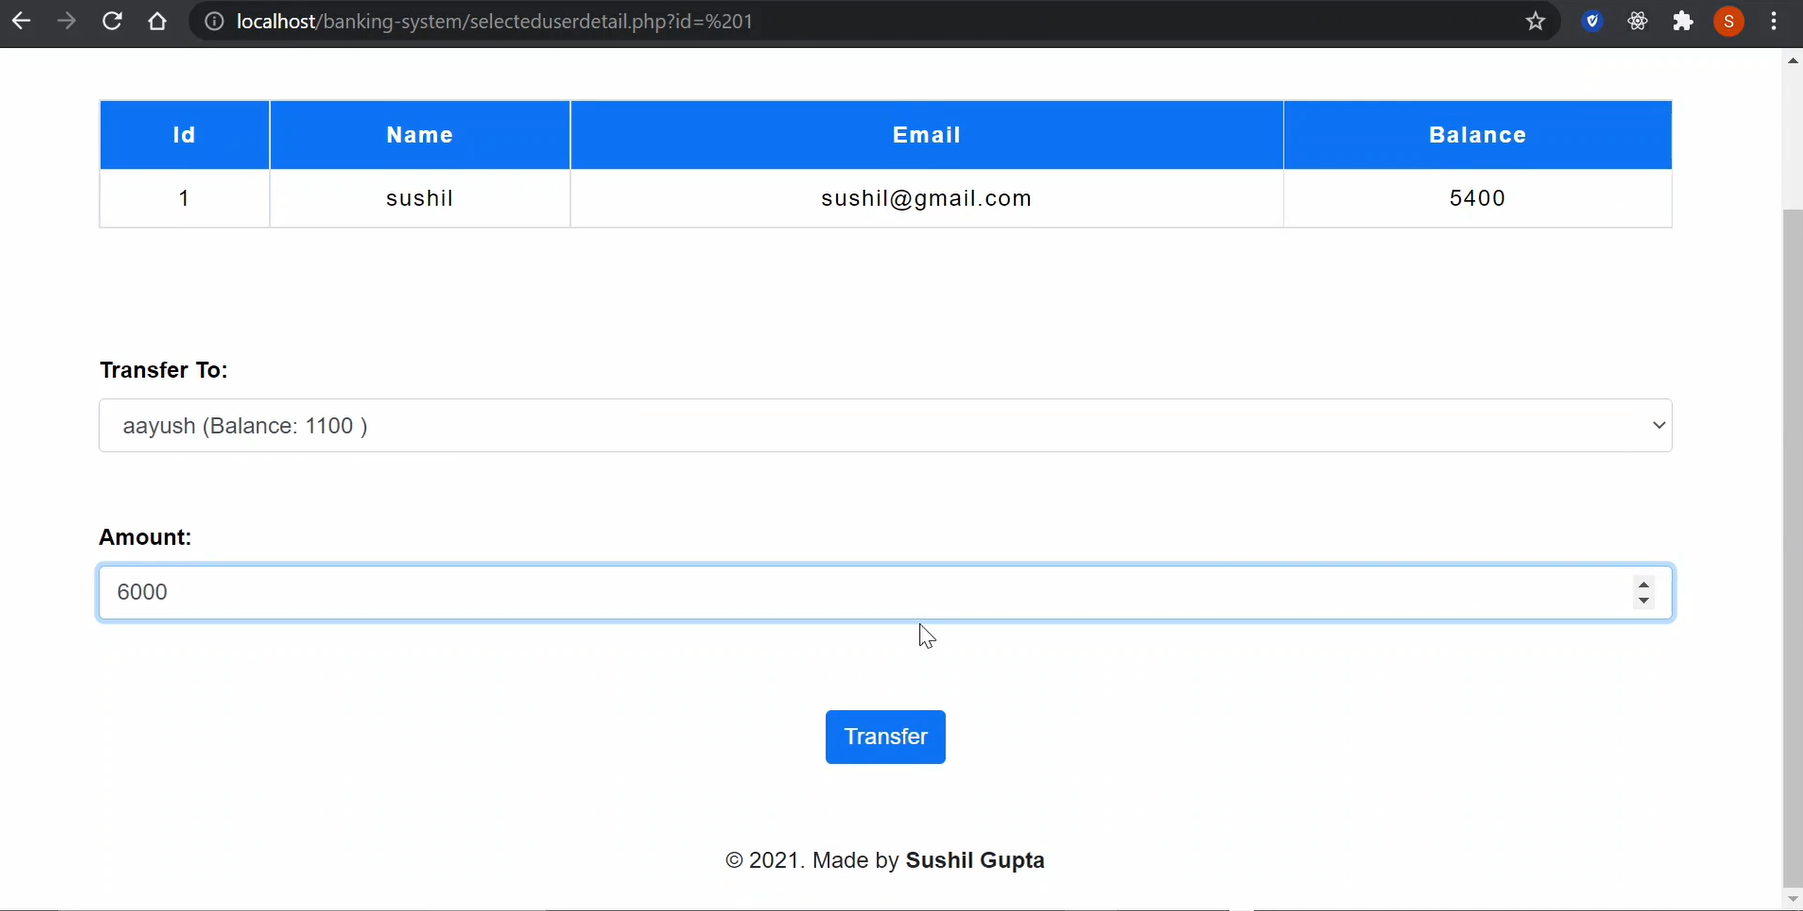 localhost/banking-system/selecteduserdetail.php?id=%201
S
Id Name Email Balance
1 sushil sushil@gmail.com 5400
Transfer To:
aayush (Balance: 1100 )
Amount:
6000
Transfer
© 2021. Made by Sushil Gupta